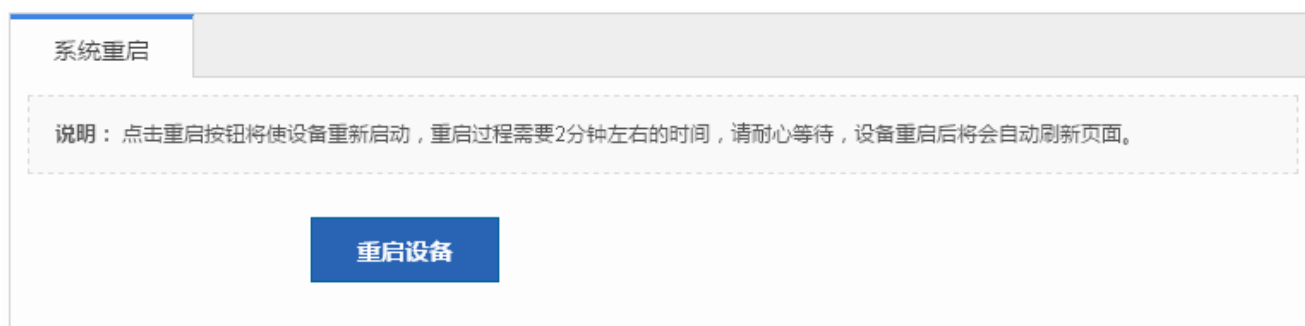 系统重启
说明：点击重启按钮将使设备重新启动，重启过程需要2分钟左右的时间，请耐心等待，设备重启后将会自动刷新页面。
重启设备